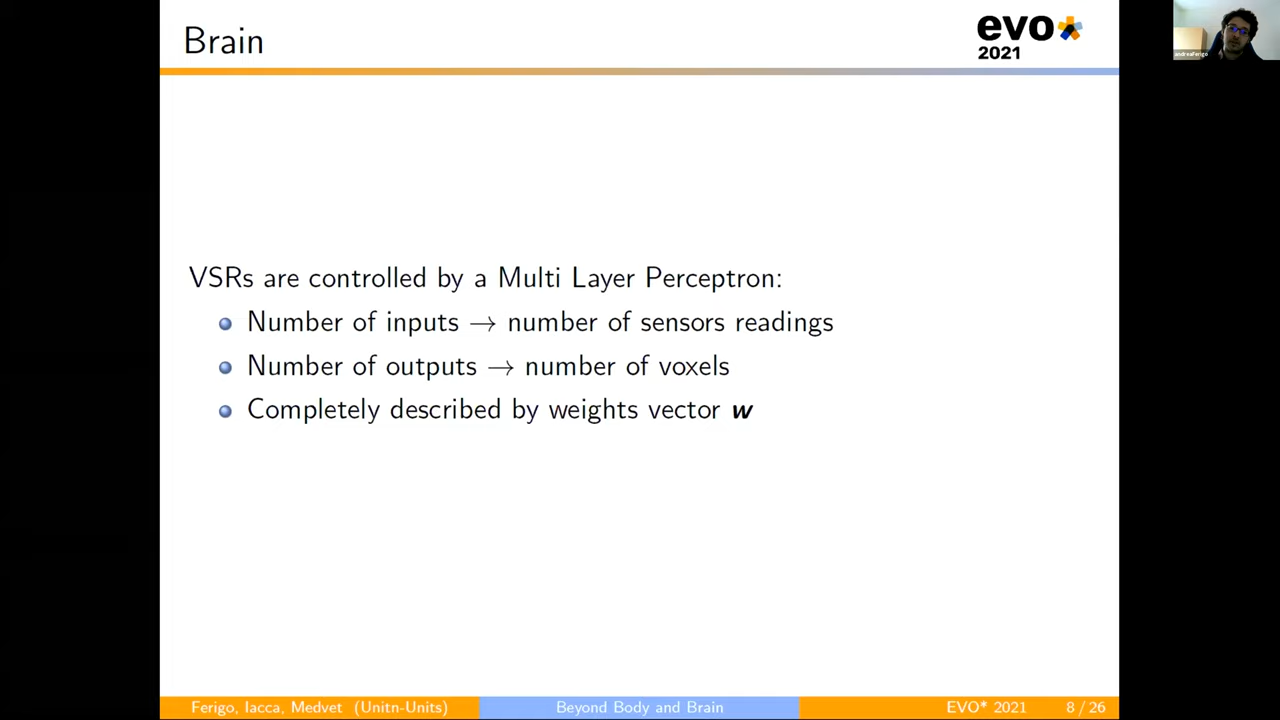 Brain
evo
2021
andreaFerigo
VSRs are controlled by a Multi Layer Perceptron:
Number of inputs → number of sensors readings
Number of outputs → number of voxels
Completely described by weights vector w
Ferigo, Iacca, Medvet (Unitn-Units)
Beyond Body and Brain
EVO* 2021
8 / 26